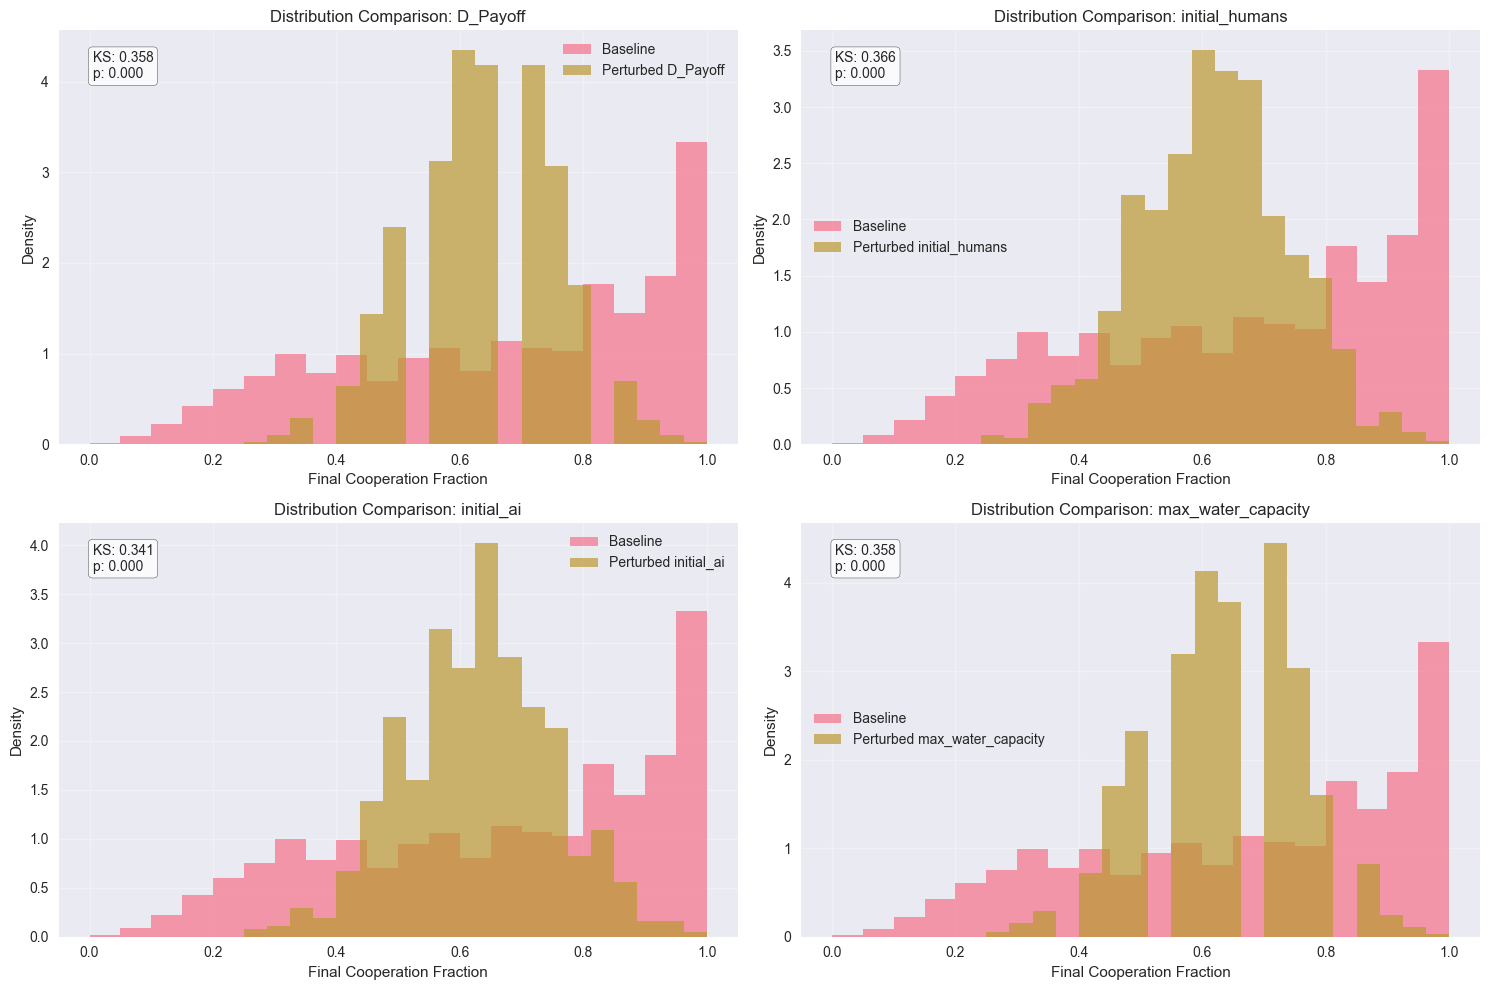 Distribution Comparison: D_Payoff
KS: 0.358
p: 0.000
Baseline
Perturbed D_Payoff
Density
4
3
2
1
0
0.0 0.2 0.4 0.6 0.8 1.0
Final Cooperation Fraction
Distribution Comparison: initial_humans
KS: 0.366
p: 0.000
Baseline
Perturbed initial_humans
Density
3.5
3.0
2.5
2.0
1.5
1.0
0.5
0.0
0.0 0.2 0.4 0.6 0.8 1.0
Final Cooperation Fraction
Distribution Comparison: initial_ai
KS: 0.341
p: 0.000
Baseline
Perturbed initial_ai
Density
4.0
3.5
3.0
2.5
2.0
1.5
1.0
0.5
0.0
0.0 0.2 0.4 0.6 0.8 1.0
Final Cooperation Fraction
Distribution Comparison: max_water_capacity
KS: 0.358
p: 0.000
Baseline
Perturbed max_water_capacity
Density
4
3
2
1
0
0.0 0.2 0.4 0.6 0.8 1.0
Final Cooperation Fraction